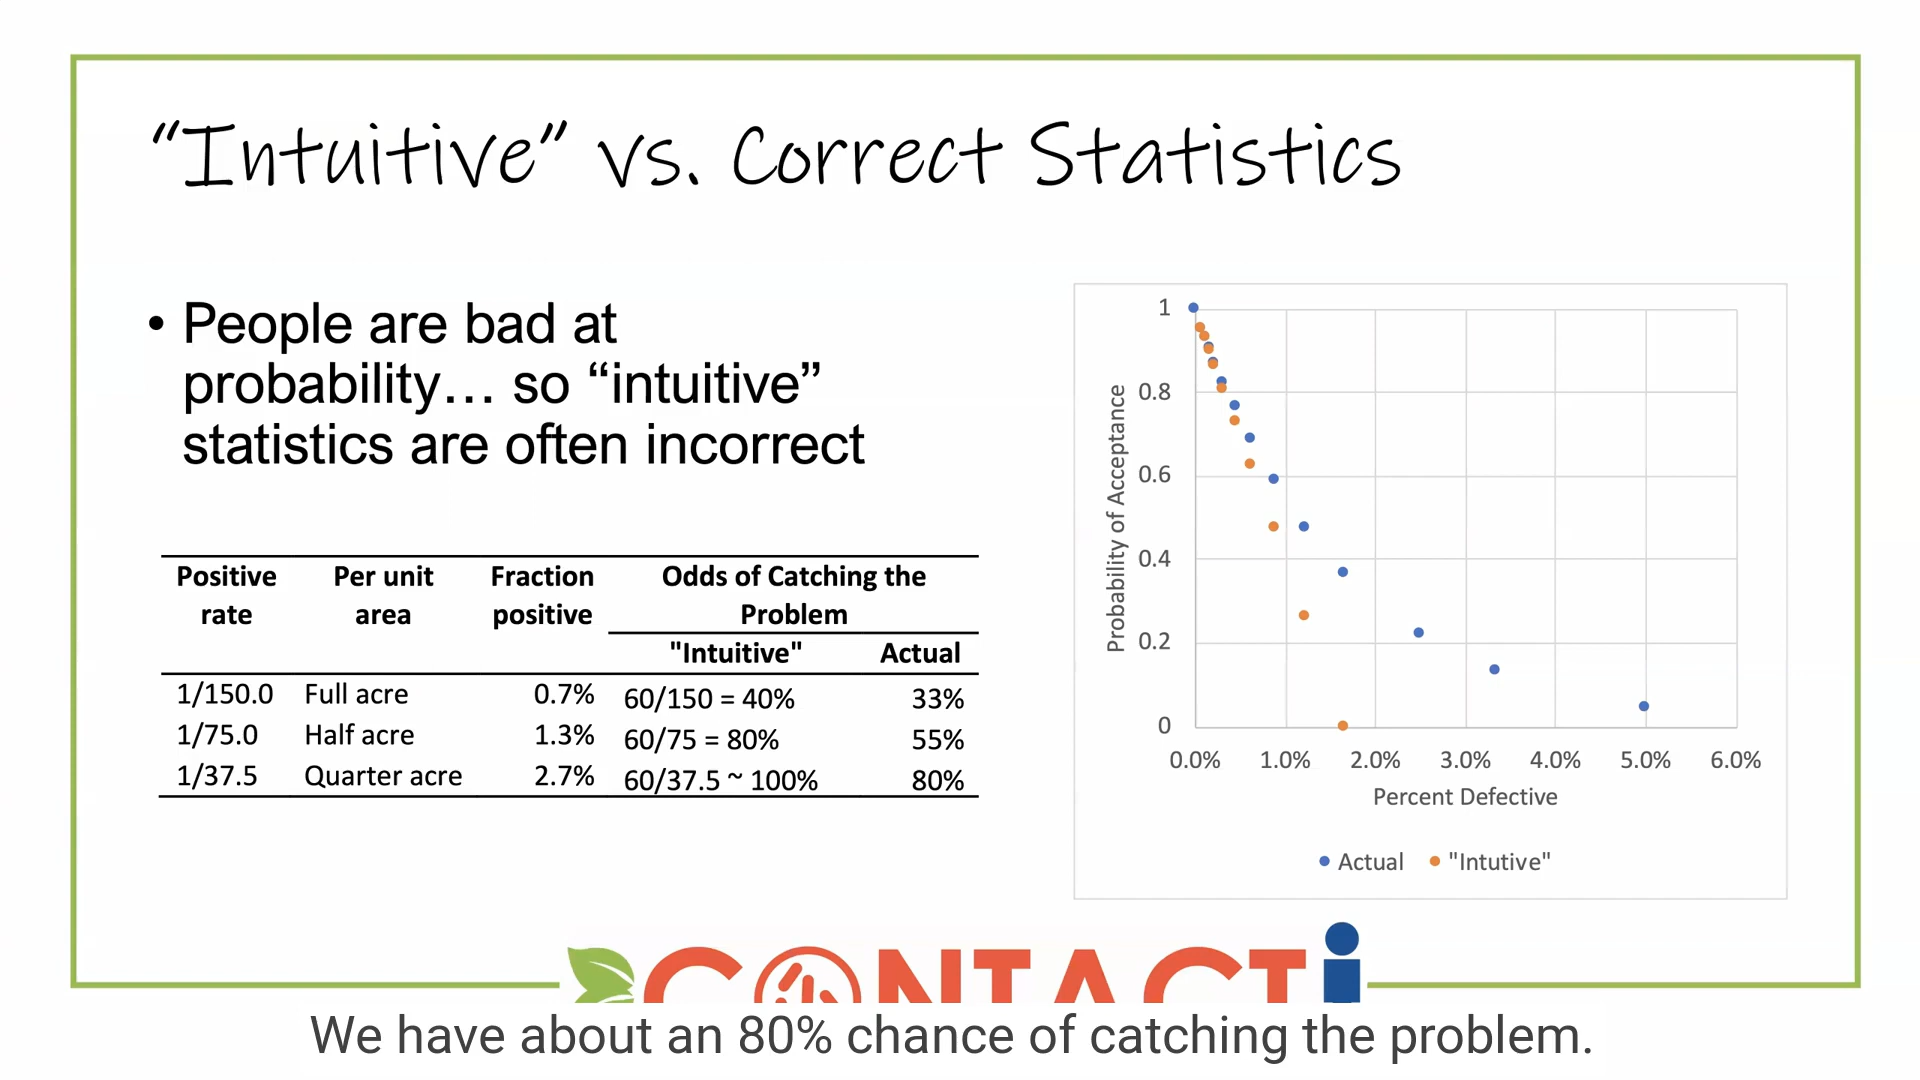 “Intuitive” vs. Correct Statistics
• People are bad at
probability… so “intuitive”
statistics are often incorrect
Positive rate Per unit area Fraction positive Odds of Catching the Problem
"Intuitive" Actual
1/150.0 Full acre 0.7% 60/150 = 40% 33%
1/75.0 Half acre 1.3% 60/75 = 80% 55%
1/37.5 Quarter acre 2.7% 60/37.5 ~ 100% 80%
Probability of Acceptance
1
0.8
0.6
0.4
0.2
0
0.0% 1.0% 2.0% 3.0% 4.0% 5.0% 6.0%
Percent Defective
Actual "Intutive"
CONTACTi
We have about an 80% chance of catching the problem.